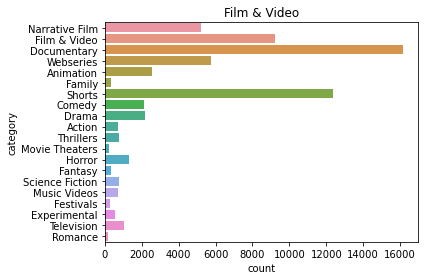 Film & Video
Narrative Film
Film & Video
Documentary
Webseries
Animation
Family
Shorts
Comedy
Drama
Action
Thrillers
Movie Theaters
Horror
Fantasy
Science Fiction
Music Videos
Festivals
Experimental
Television
Romance
category
0 2000 4000 6000 8000 10000 12000 14000 16000
count